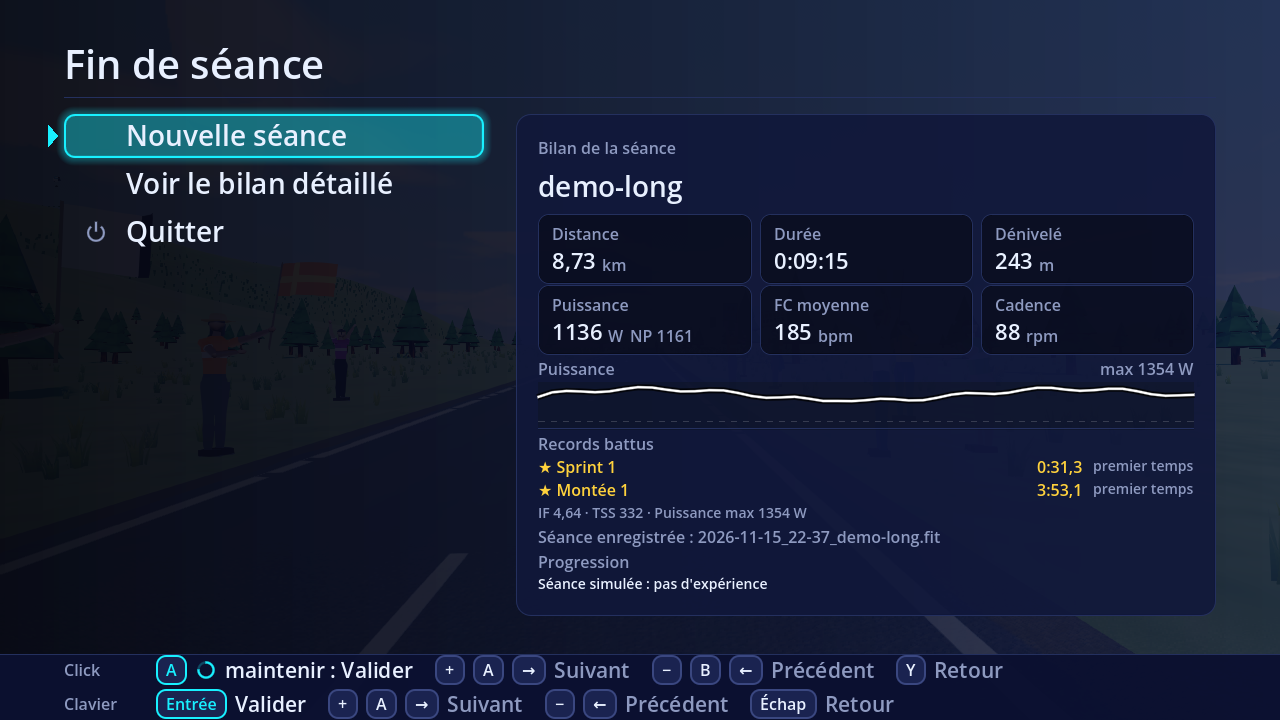 Fin de séance
Nouvelle séance
Voir le bilan détaillé
Quitter
Bilan de la séance
demo-long
Distance Durée Dénivelé
8,73 km 0:09:15 243 m
Puissance FC moyenne Cadence
1136 W NP 1161 185 bpm 88 rpm
Puissance max 1354 W
Records battus
★ Sprint 1 0:31,3 premier temps
★ Montée 1 3:53,1 premier temps
IF 4,64 · TSS 332 · Puissance max 1354 W
Séance enregistrée : 2026-11-15_22-37_demo-long.fit
Progression
Séance simulée : pas d'expérience
Click A maintenir : Valider + A → Suivant − B ← Précédent Y Retour
Clavier Entrée Valider + A → Suivant − ← Précédent Échap Retour